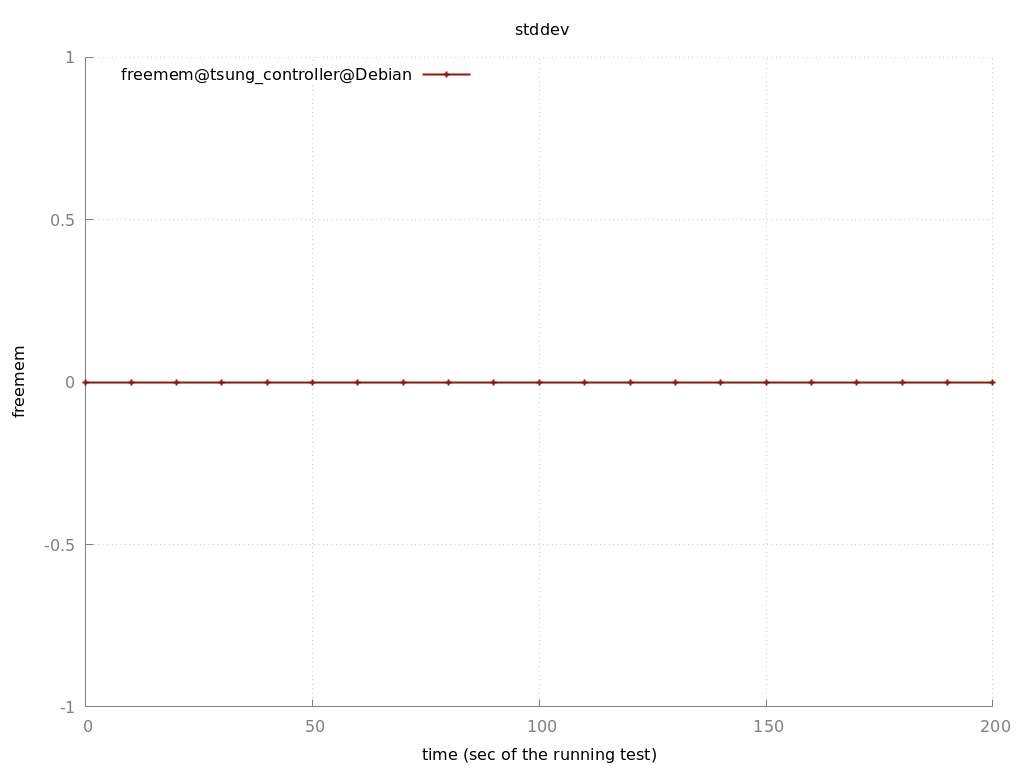 stddev
freemem@tsung_controller@Debian
1
0.5
0
-0.5
-1
freemem
0 50 100 150 200
time (sec of the running test)